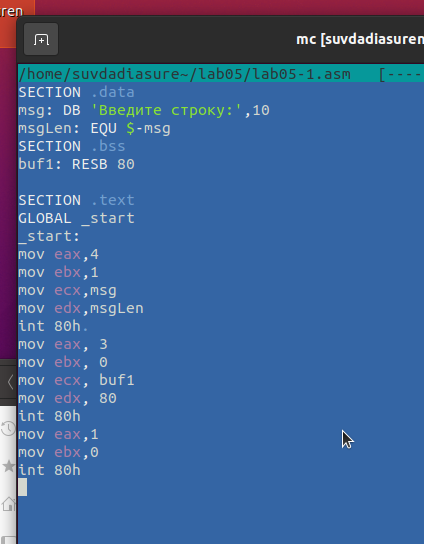 ren
mc [suvdadiasuren
/home/suvdadiasure~/lab05/lab05-1.asm   [----
SECTION .data
msg: DB 'Введите строку:',10
msgLen: EQU $-msg
SECTION .bss
buf1: RESB 80
SECTION .text
GLOBAL _start
_start:
mov eax,4
mov ebx,1
mov ecx,msg
mov edx,msgLen
int 80h.
mov eax, 3
mov ebx, 0
mov ecx, buf1
mov edx, 80
int 80h
mov eax,1
mov ebx,0
int 80h